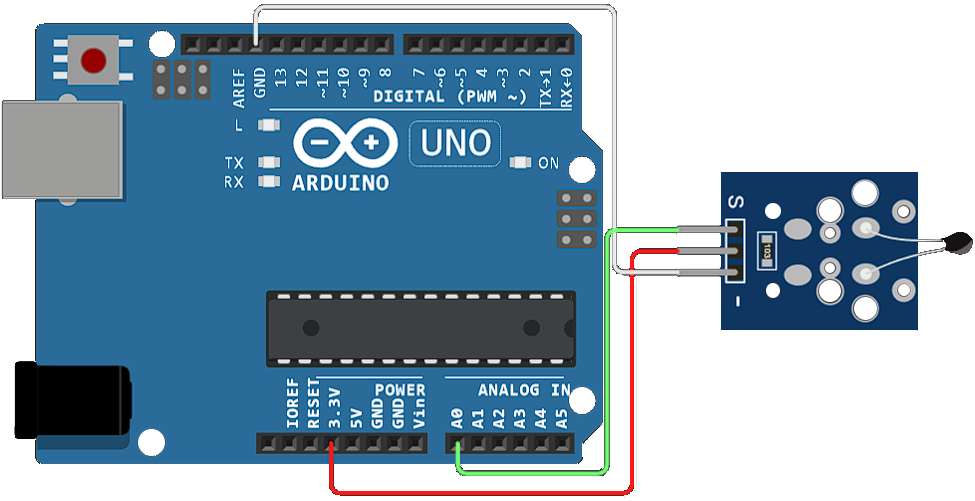 AREF
GND
13
12
~11
~10
~9
8
7
~6
~5
4
~3
2
TX→1
RX←0
DIGITAL (PWM ~)
L
TX
RX
UNO
ON
ARDUINO
S
103
-
IOREF
RESET
3.3V
5V
GND
GND
Vin
POWER
ANALOG IN
A0
A1
A2
A3
A4
A5